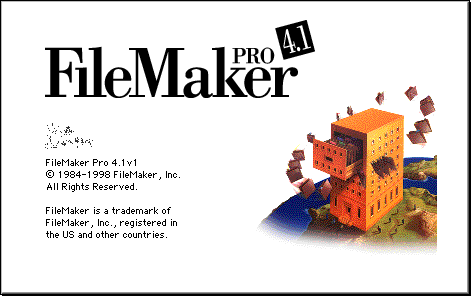 FileMaker PRO 4.1
FileMaker Pro 4.1v1
© 1984-1998 FileMaker, Inc.
All Rights Reserved.
FileMaker is a trademark of
FileMaker, Inc., registered in
the US and other countries.